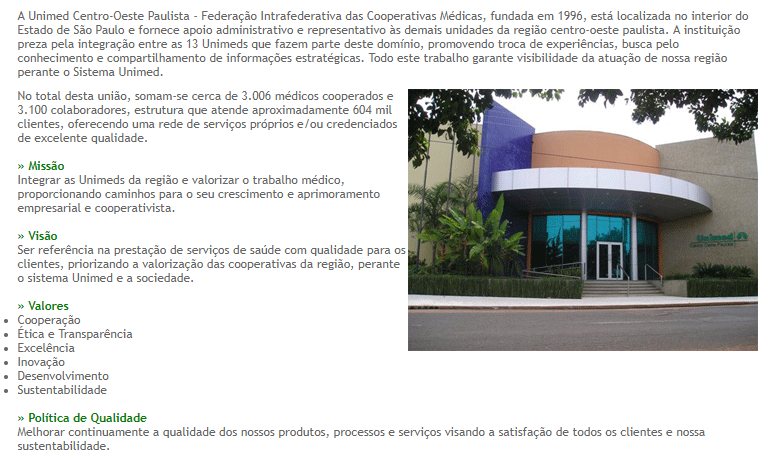 A Unimed Centro-Oeste Paulista - Federação Intrafederativa das Cooperativas Médicas, fundada em 1996, está localizada no interior do
Estado de São Paulo e fornece apoio administrativo e representativo às demais unidades da região centro-oeste paulista. A instituição
preza pela integração entre as 13 Unimeds que fazem parte deste domínio, promovendo troca de experiências, busca pelo
conhecimento e compartilhamento de informações estratégicas. Todo este trabalho garante visibilidade da atuação de nossa região
perante o Sistema Unimed.
No total desta união, somam-se cerca de 3.006 médicos cooperados e
3.100 colaboradores, estrutura que atende aproximadamente 604 mil
clientes, oferecendo uma rede de serviços próprios e/ou credenciados
de excelente qualidade.
» Missão
Integrar as Unimeds da região e valorizar o trabalho médico,
proporcionando caminhos para o seu crescimento e aprimoramento
empresarial e cooperativista.
» Visão
Ser referência na prestação de serviços de saúde com qualidade para os
clientes, priorizando a valorização das cooperativas da região, perante
o sistema Unimed e a sociedade.
» Valores
• Cooperação
• Ética e Transparência
• Excelência
• Inovação
• Desenvolvimento
• Sustentabilidade
» Política de Qualidade
Melhorar continuamente a qualidade dos nossos produtos, processos e serviços visando a satisfação de todos os clientes e nossa
sustentabilidade.
Unimed
Centro Oeste Paulista